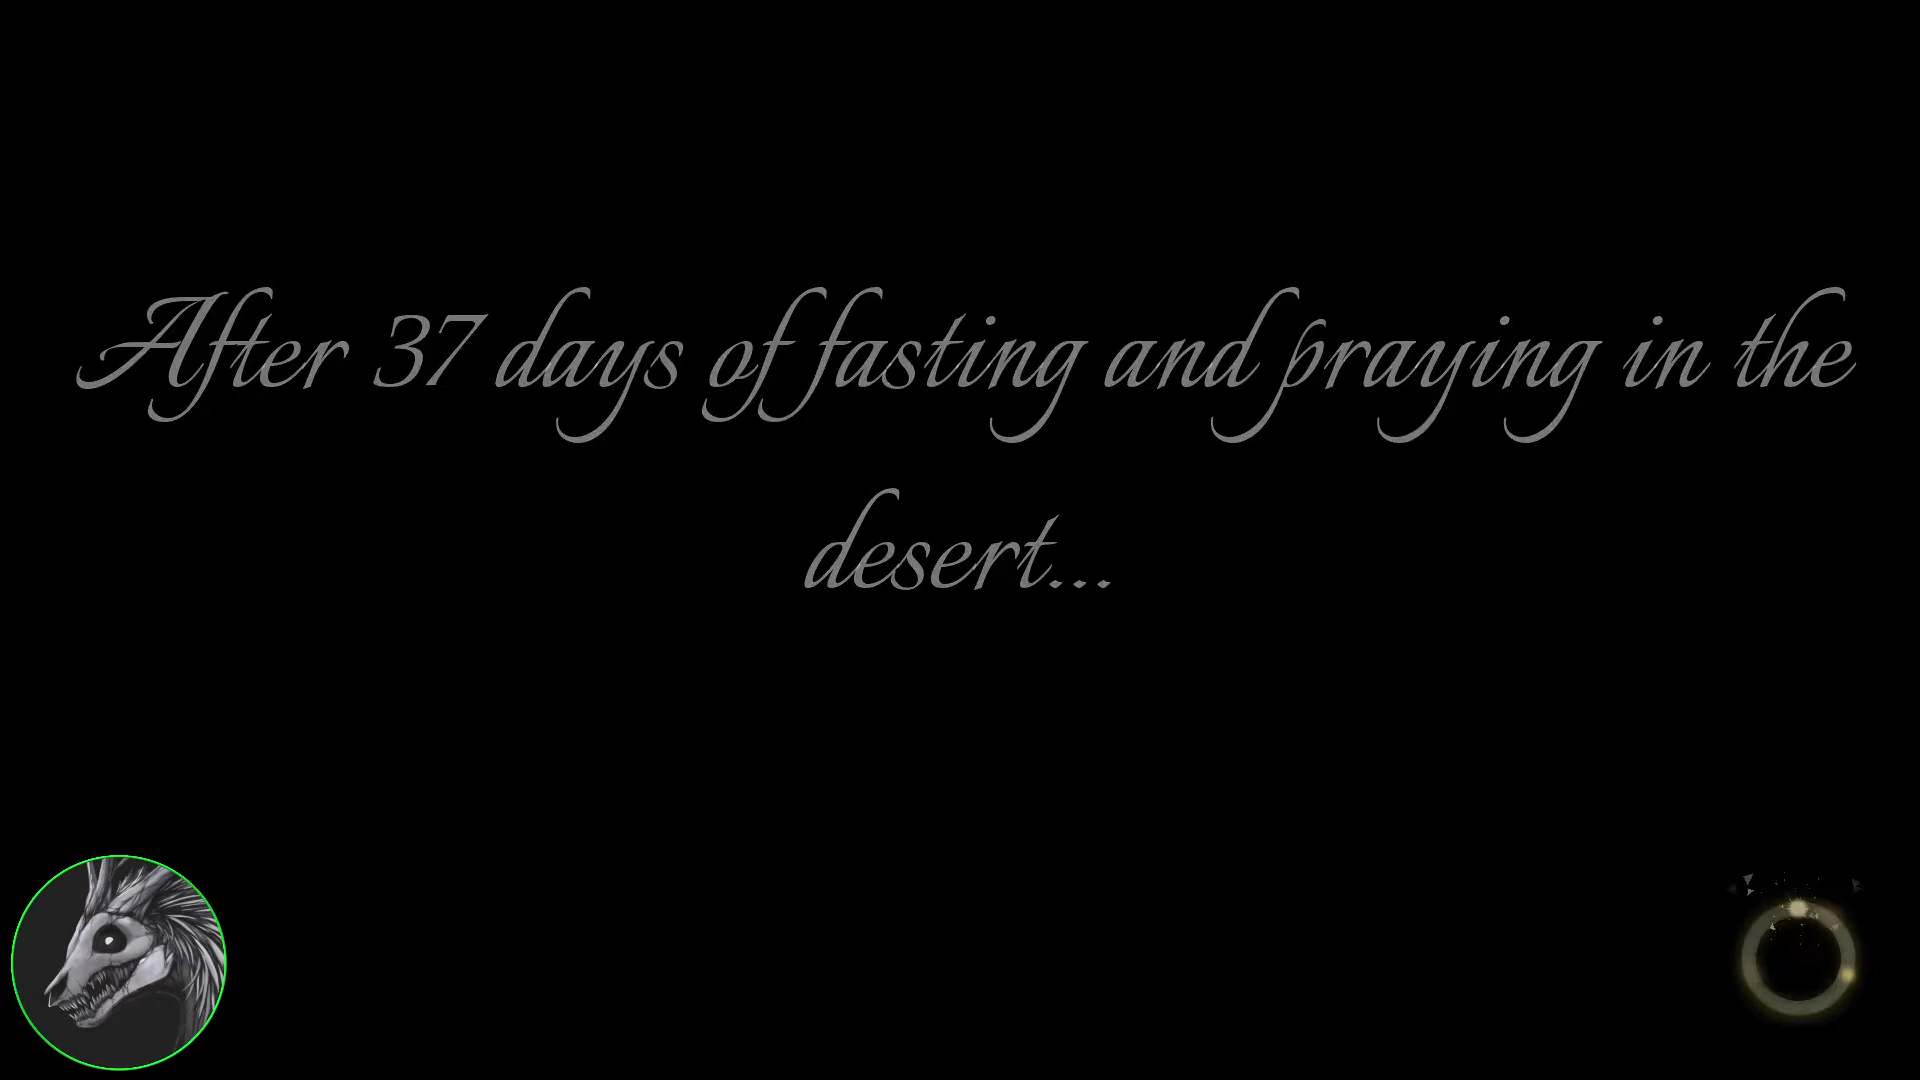 After 37 days of fasting and praying in the
desert...